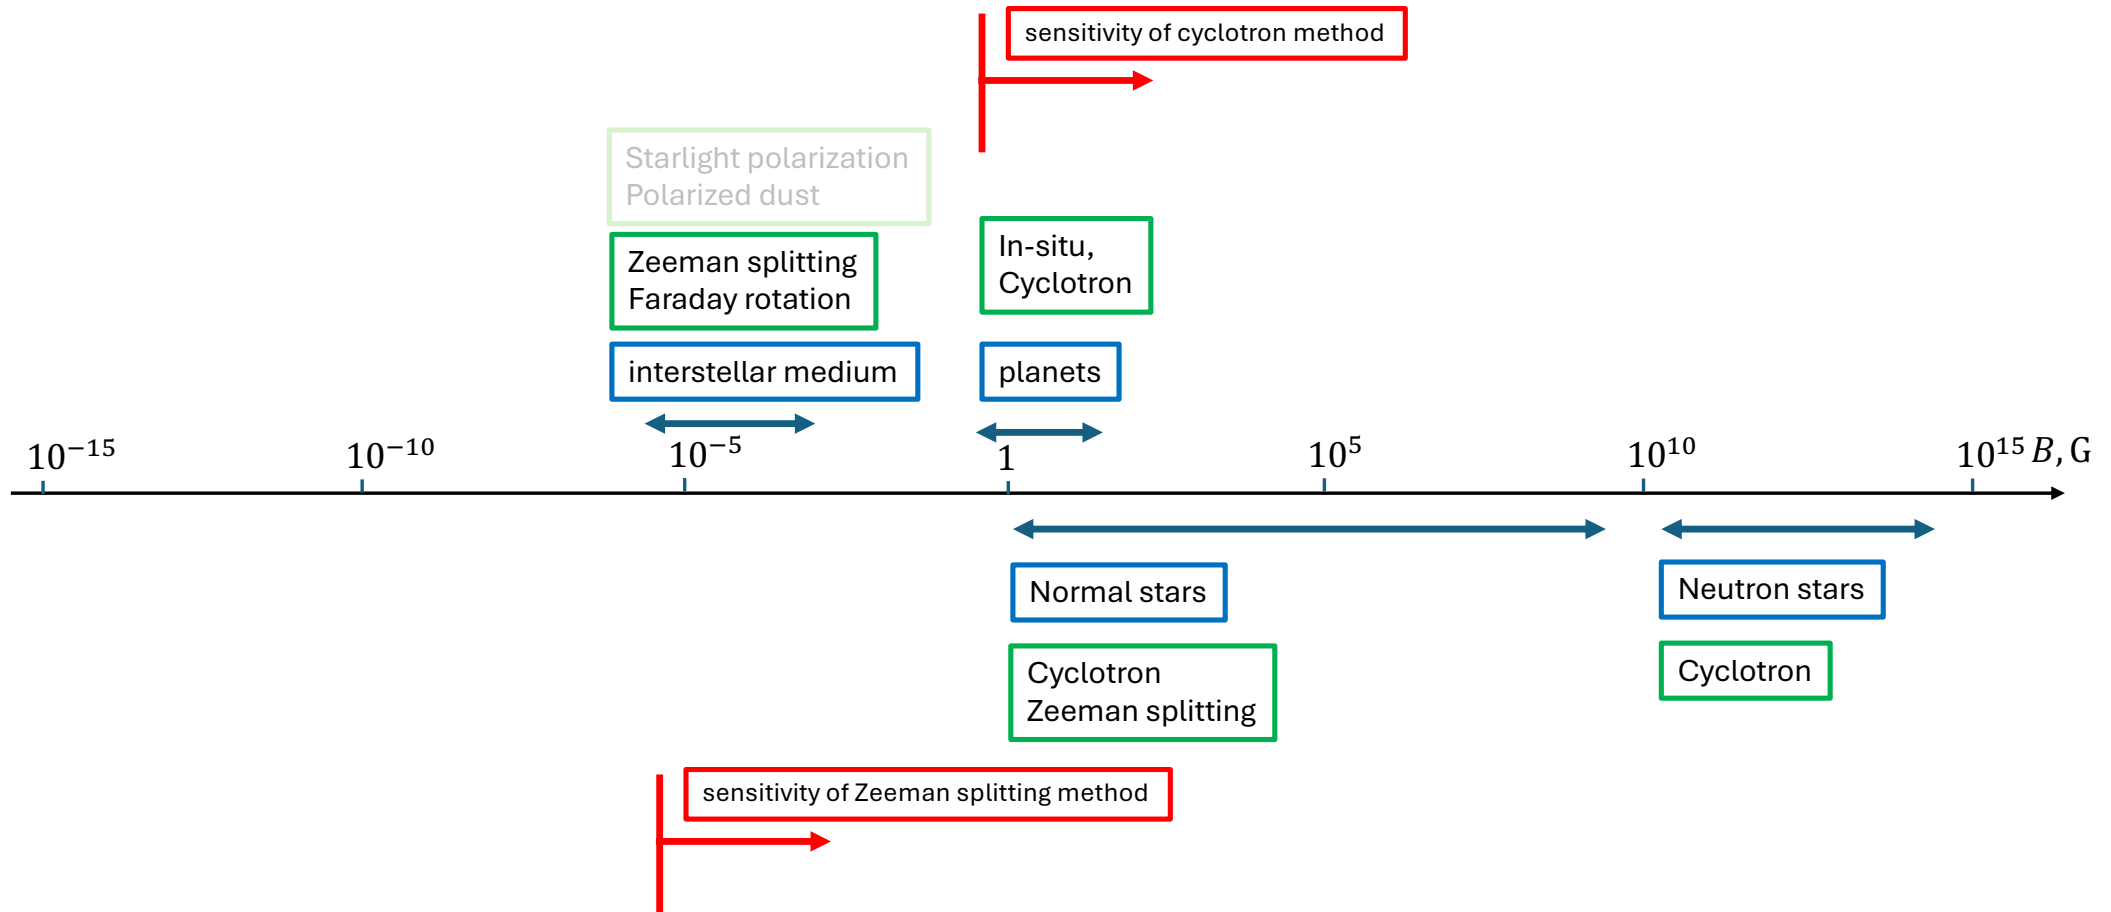 sensitivity of cyclotron method
Starlight polarization
Polarized dust
Zeeman splitting
Faraday rotation
In-situ,
Cyclotron
interstellar medium
planets
10⁻¹⁵
10⁻¹⁰
10⁻⁵
1
10⁵
10¹⁰
10¹⁵ B, G
Normal stars
Neutron stars
Cyclotron
Zeeman splitting
Cyclotron
sensitivity of Zeeman splitting method